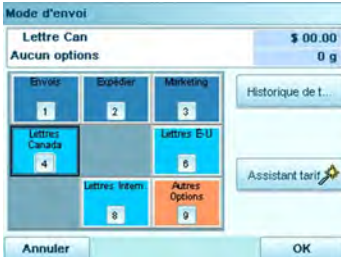 Mode d'envoi
Lettre Can $ 00.00
Aucun options 0 g
Envois Expédier Marketing
1 2 3
Historique de t...
Lettres Canada Lettres E-U
4 6
Assistant tarif
Lettres Intern Autres Options
8 9
Annuler OK